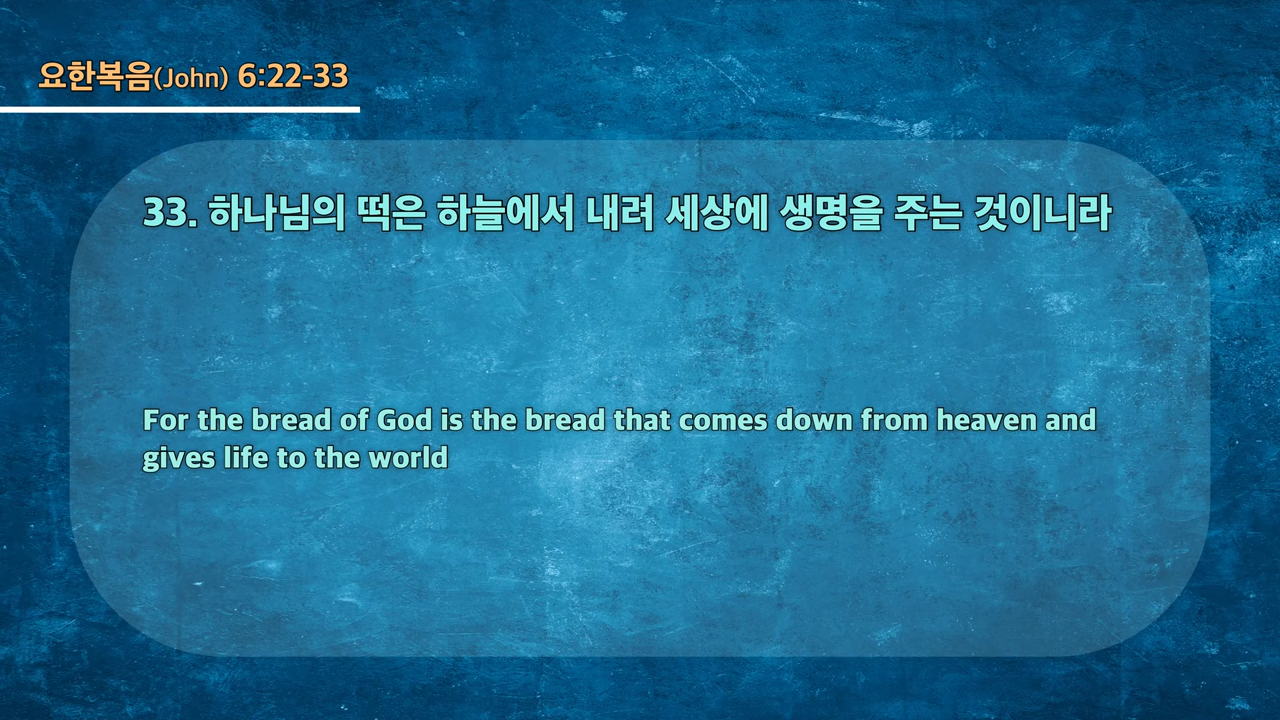 요한복음(John) 6:22-33
33. 하나님의 떡은 하늘에서 내려 세상에 생명을 주는 것이니라
For the bread of God is the bread that comes down from heaven and
gives life to the world